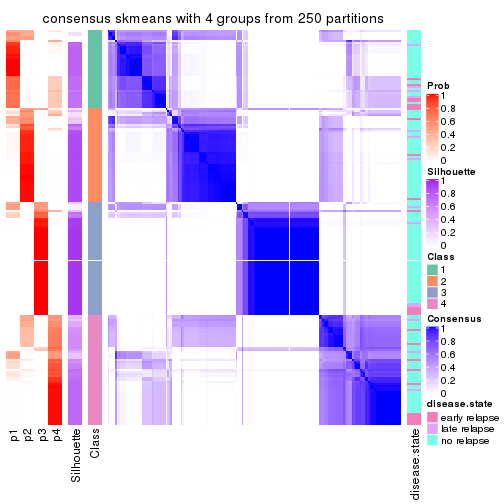 consensus skmeans with 4 groups from 250 partitions
Prob
1
0.8
0.6
0.4
0.2
0
Silhouette
1
0.8
0.6
0.4
0.2
0
Class
1
2
3
4
Consensus
1
0.8
0.6
0.4
0.2
0
disease.state
early relapse
late relapse
no relapse
p1
p2
p3
p4
Silhouette
Class
disease.state